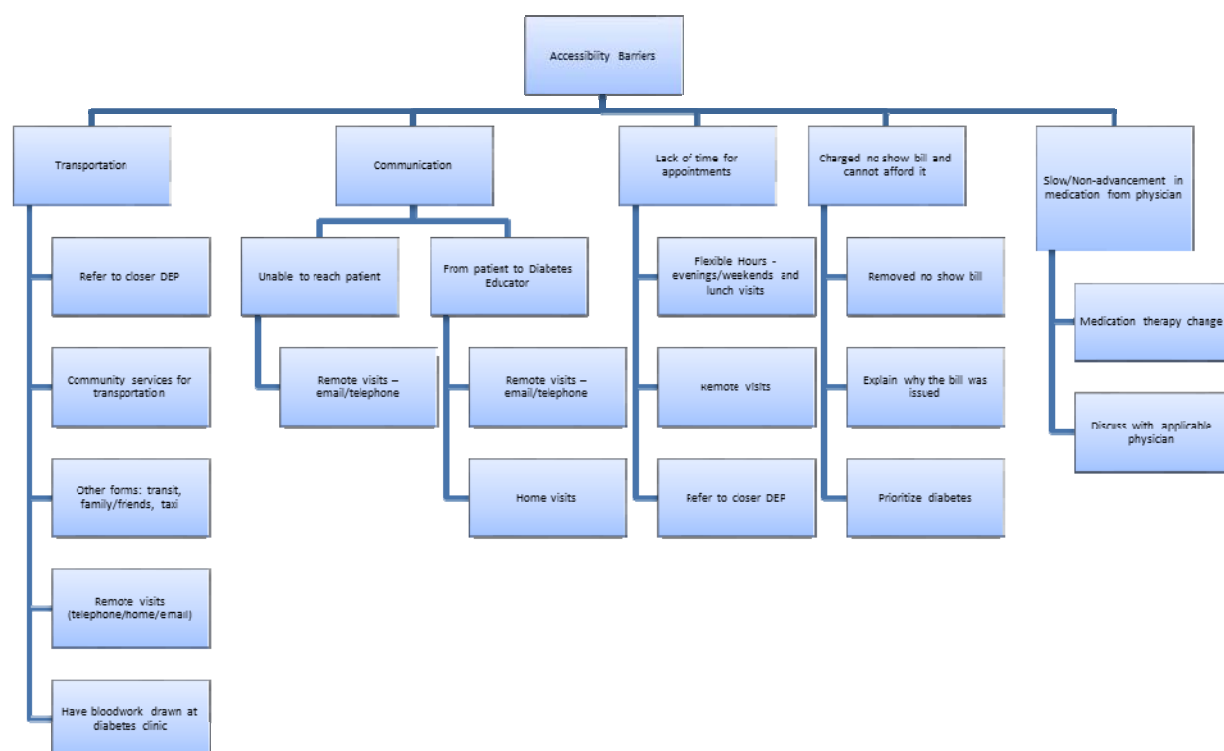 Accessibiity Barriers
Transportation
Refer to closer DEP
Community services for
transportation
Other forms: transit,
family/friends, taxi
Remote visits
(telephone/home/email)
Have bloodwork drawn at
diabetes clinic
Communication
Unable to reach patient
Remote visits –
email/telephone
From patient to Diabetes
Educator
Remote visits –
email/telephone
Home visits
Lack of time for
appointments
Flexible Hours -
evenings/weekends and
lunch visits
Remote visits
Refer to closer DEP
Charged no show bill and
cannot afford it
Removed no show bill
Explain why the bill was
issued
Prioritize diabetes
Slow/Non-advancement in
medication from physician
Medication therapy change
Discuss with applicable
physician